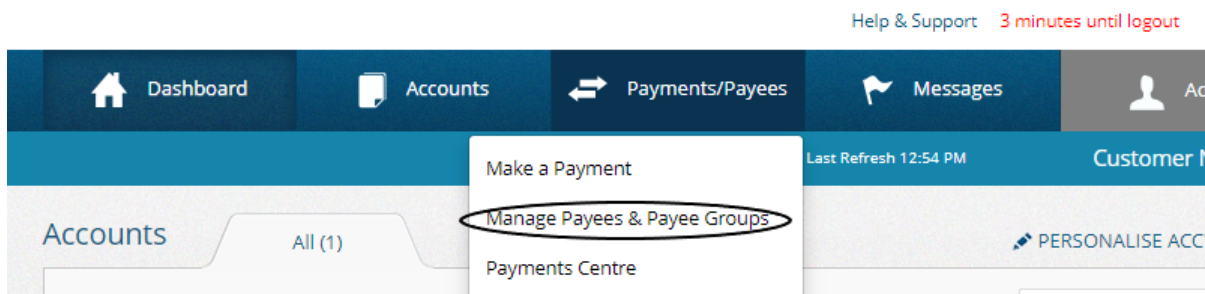 Help & Support 3 minutes until logout
Dashboard Accounts Payments/Payees Messages
Last Refresh 12:54 PM Customer
Make a Payment
Manage Payees & Payee Groups
Payments Centre
Accounts All (1) PERSONALISE